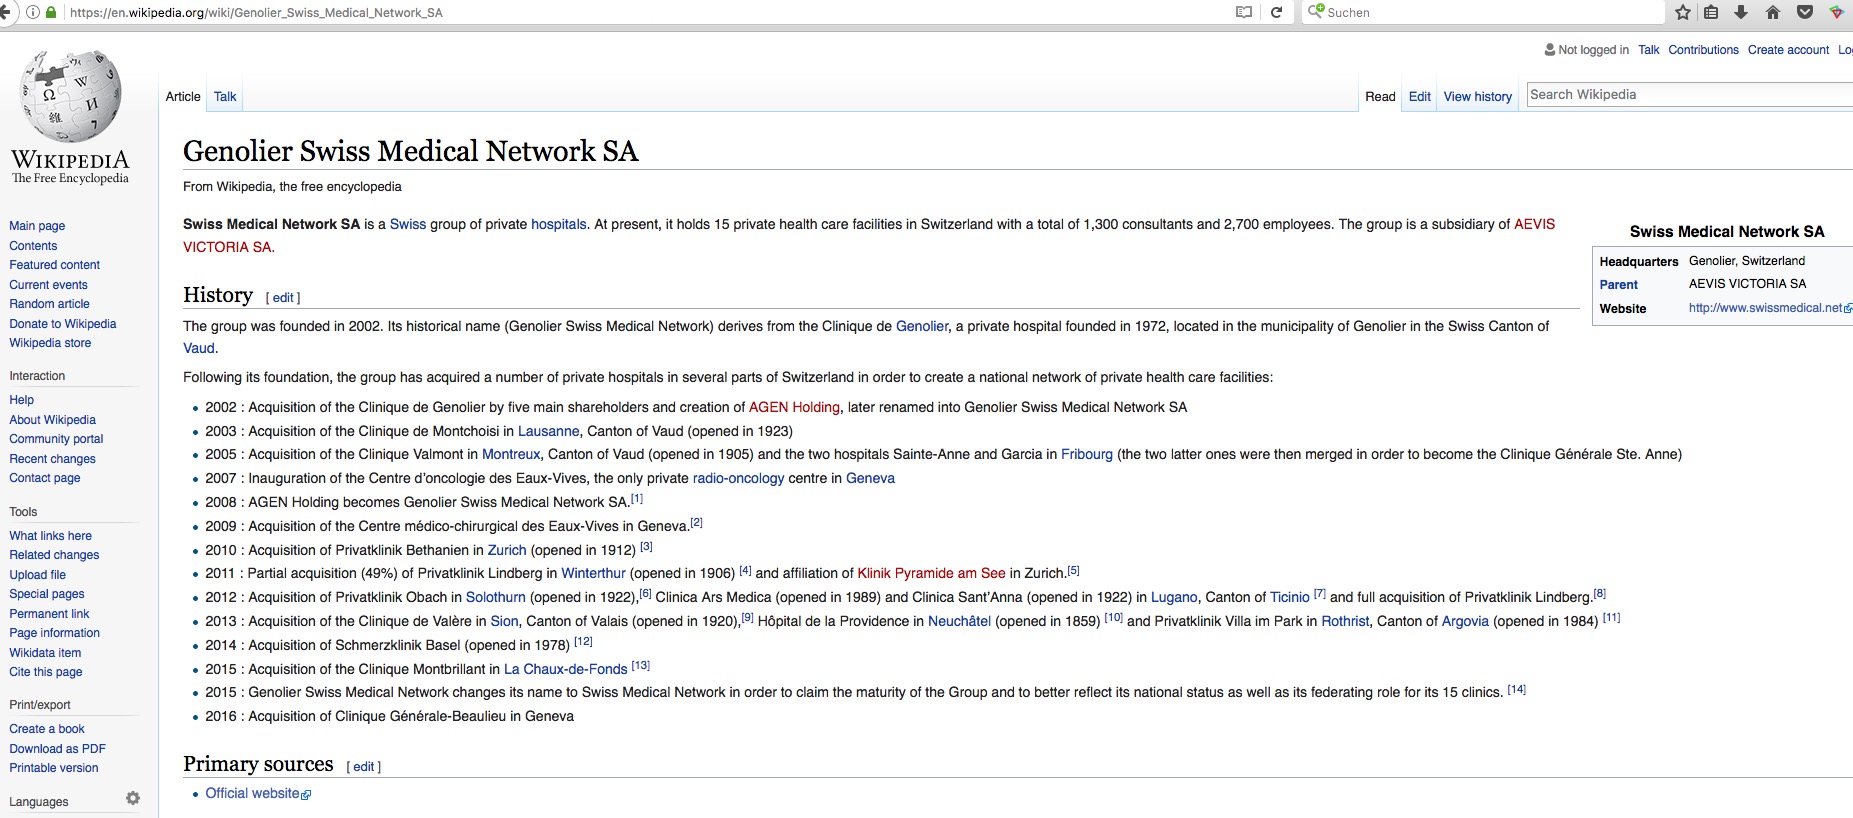 https://en.wikipedia.org/wiki/Genolier_Swiss_Medical_Network_SA
Suchen
Not logged in Talk Contributions Create account Lo
Article Talk
Read Edit View history
Search Wikipedia
WIKIPEDIA
The Free Encyclopedia
Main page
Contents
Featured content
Current events
Random article
Donate to Wikipedia
Wikipedia store
Interaction
Help
About Wikipedia
Community portal
Recent changes
Contact page
Tools
What links here
Related changes
Upload file
Special pages
Permanent link
Page information
Wikidata item
Cite this page
Print/export
Create a book
Download as PDF
Printable version
Languages
Genolier Swiss Medical Network SA
From Wikipedia, the free encyclopedia
Swiss Medical Network SA is a Swiss group of private hospitals. At present, it holds 15 private health care facilities in Switzerland with a total of 1,300 consultants and 2,700 employees. The group is a subsidiary of AEVIS
VICTORIA SA.
Swiss Medical Network SA
Headquarters Genolier, Switzerland
Parent AEVIS VICTORIA SA
Website http://www.swissmedical.net
History [ edit ]
The group was founded in 2002. Its historical name (Genolier Swiss Medical Network) derives from the Clinique de Genolier, a private hospital founded in 1972, located in the municipality of Genolier in the Swiss Canton of
Vaud.
Following its foundation, the group has acquired a number of private hospitals in several parts of Switzerland in order to create a national network of private health care facilities:
• 2002 : Acquisition of the Clinique de Genolier by five main shareholders and creation of AGEN Holding, later renamed into Genolier Swiss Medical Network SA
• 2003 : Acquisition of the Clinique de Montchoisi in Lausanne, Canton of Vaud (opened in 1923)
• 2005 : Acquisition of the Clinique Valmont in Montreux, Canton of Vaud (opened in 1905) and the two hospitals Sainte-Anne and Garcia in Fribourg (the two latter ones were then merged in order to become the Clinique Générale Ste. Anne)
• 2007 : Inauguration of the Centre d'oncologie des Eaux-Vives, the only private radio-oncology centre in Geneva
• 2008 : AGEN Holding becomes Genolier Swiss Medical Network SA.[1]
• 2009 : Acquisition of the Centre médico-chirurgical des Eaux-Vives in Geneva.[2]
• 2010 : Acquisition of Privatklinik Bethanien in Zurich (opened in 1912) [3]
• 2011 : Partial acquisition (49%) of Privatklinik Lindberg in Winterthur (opened in 1906) [4] and affiliation of Klinik Pyramide am See in Zurich.[5]
• 2012 : Acquisition of Privatklinik Obach in Solothurn (opened in 1922),[6] Clinica Ars Medica (opened in 1989) and Clinica Sant'Anna (opened in 1922) in Lugano, Canton of Ticinio [7] and full acquisition of Privatklinik Lindberg.[8]
• 2013 : Acquisition of the Clinique de Valère in Sion, Canton of Valais (opened in 1920),[9] Hôpital de la Providence in Neuchâtel (opened in 1859) [10] and Privatklinik Villa im Park in Rothrist, Canton of Argovia (opened in 1984) [11]
• 2014 : Acquisition of Schmerzklinik Basel (opened in 1978) [12]
• 2015 : Acquisition of the Clinique Montbrillant in La Chaux-de-Fonds [13]
• 2015 : Genolier Swiss Medical Network changes its name to Swiss Medical Network in order to claim the maturity of the Group and to better reflect its national status as well as its federating role for its 15 clinics. [14]
• 2016 : Acquisition of Clinique Générale-Beaulieu in Geneva
Primary sources [ edit ]
• Official website